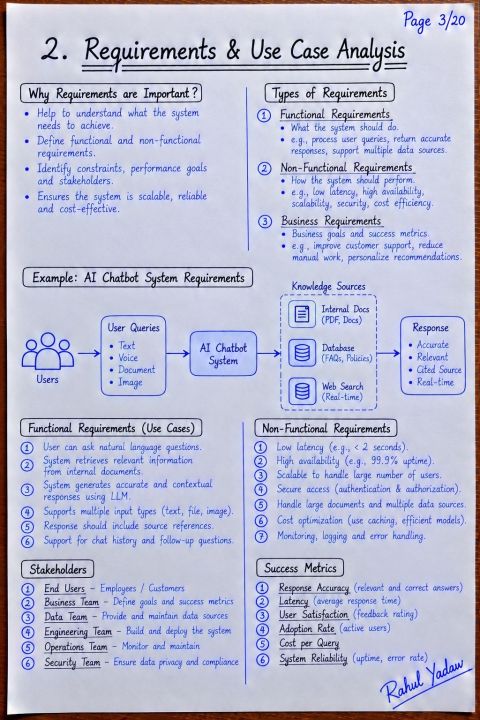 Page 3/20
2. Requirements & Use Case Analysis
Why Requirements are Important?
• Help to understand what the system
needs to achieve.
• Define functional and non-functional
requirements.
• Identify constraints, performance goals
and stakeholders.
• Ensures the system is scalable, reliable
and cost-effective.
Types of Requirements
1 Functional Requirements
• What the system should do.
• e.g., process user queries, return accurate
responses, support multiple data sources.
2 Non-Functional Requirements
• How the system should perform.
• e.g., low latency, high availability,
scalability, security, cost efficiency.
3 Business Requirements
• Business goals and success metrics.
• e.g., improve customer support, reduce
manual work, personalize recommendations.
Example: AI Chatbot System Requirements
Users
User Queries
• Text
• Voice
• Document
• Image
AI Chatbot
System
Knowledge Sources
Internal Docs
(PDF, Docs)
Database
(FAQs, Policies)
Web Search
(Real-time)
Response
• Accurate
• Relevant
• Cited Source
• Real-time
Functional Requirements (Use Cases)
1 User can ask natural language questions.
2 System retrieves relevant information
from internal documents.
3 System generates accurate and contextual
responses using LLM.
4 Supports multiple input types (text, file, image).
5 Response should include source references.
6 Support for chat history and follow-up questions.
Non-Functional Requirements
1 Low latency (e.g., < 2 seconds).
2 High availability (e.g., 99.9% uptime).
3 Scalable to handle large number of users.
4 Secure access (authentication & authorization).
5 Handle large documents and multiple data sources.
6 Cost optimization (use caching, efficient models).
7 Monitoring, logging and error handling.
Stakeholders
1 End Users – Employees / Customers
2 Business Team – Define goals and success metrics
3 Data Team – Provide and maintain data sources
4 Engineering Team – Build and deploy the system
5 Operations Team – Monitor and maintain
6 Security Team – Ensure data privacy and compliance
Success Metrics
1 Response Accuracy (relevant and correct answers)
2 Latency (average response time)
3 User Satisfaction (feedback rating)
4 Adoption Rate (active users)
5 Cost per Query
6 System Reliability (uptime, error rate)
Rahul Yadav